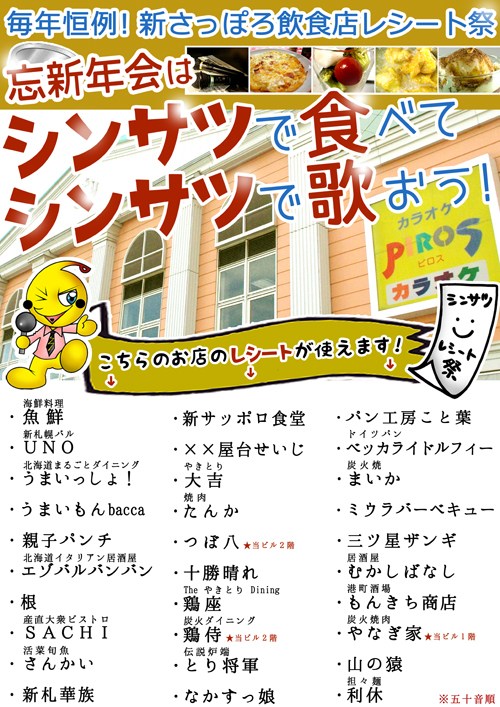 毎年恒例！新さっぽろ飲食店レシート祭
忘新年会は
シンサツで食べて
シンサツで歌おう！
カラオケ
PIROS
ピロス
カラオケ
シンサツ
レシート
祭
こちらのお店のレシートが使えます！
海鮮料理
・魚鮮
新札幌バル
・UNO
北海道まるごとダイニング
・うまいっしょ！
・うまいもんbacca
・親子パンチ
北海道イタリアン居酒屋
・エゾバルバンバン
・根
産直大衆ビストロ
・SACHI
活菜旬魚
・さんかい
・新札華族
・新サッポロ食堂
・××屋台せいじ
やきとり
・大吉
焼肉
・たんか
・つぼ八 ★当ビル２階
・十勝晴れ
The やきとり Dining
・鶏座
炭火ダイニング
・鶏侍 ★当ビル２階
伝説炉端
・とり将軍
・なかすっ娘
・パン工房こと葉
ドイツパン
・ベッカライドルフィー
炭火焼
・まいか
・ミウラバーベキュー
・三ツ星ザンギ
居酒屋
・むかしばなし
港町酒場
・もんきち商店
炭火焼肉
・やなぎ家 ★当ビル１階
・山の猿
担々麺
・利休
※五十音順